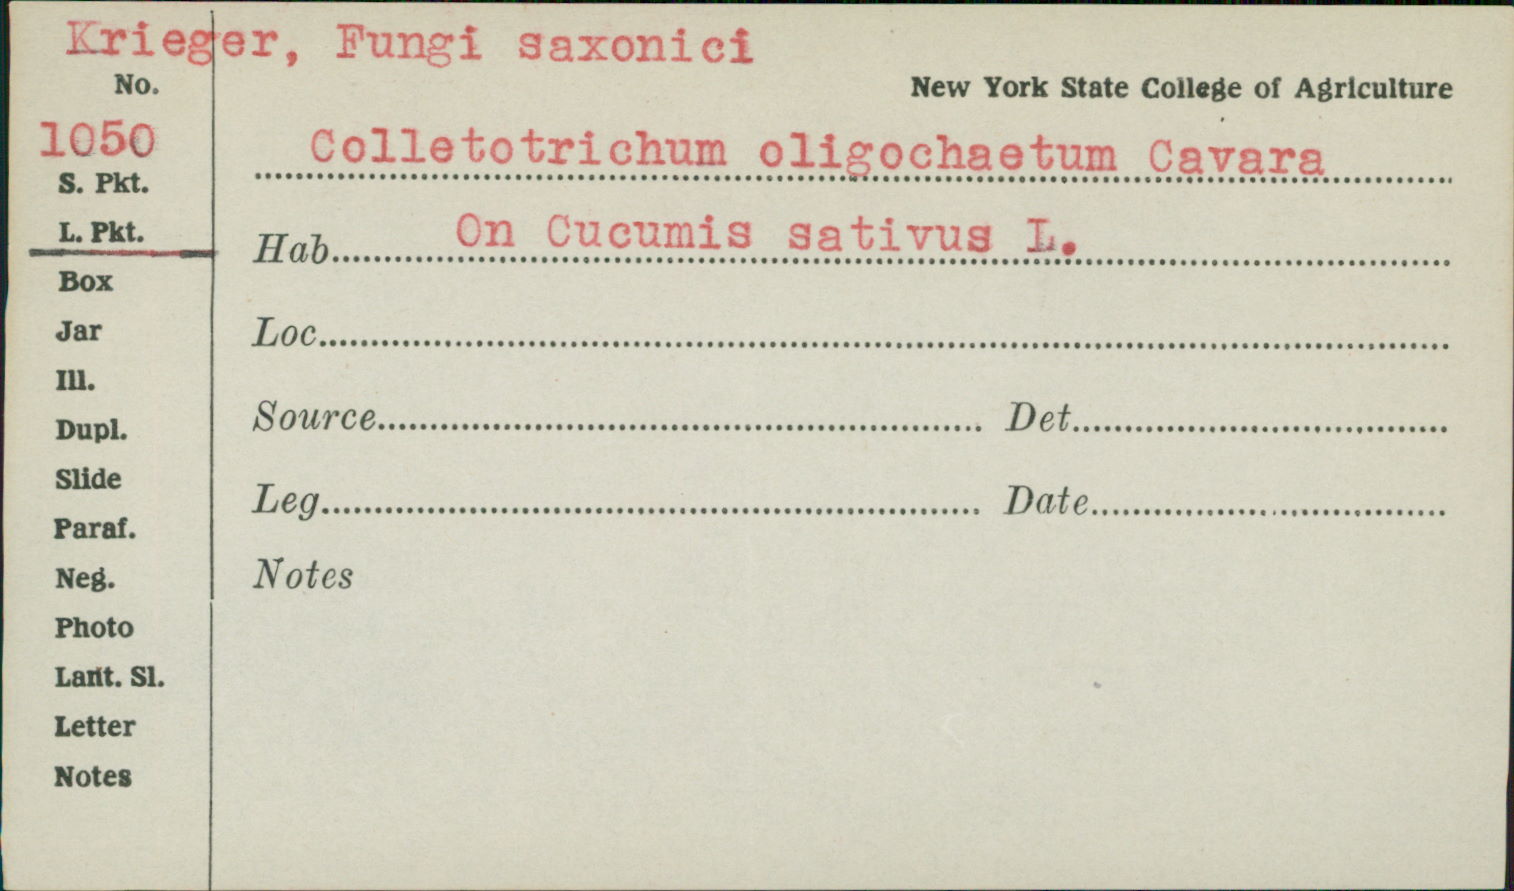 Krieger, Fungi saxonici
No.
New York State College of Agriculture
1050
Colletotrichum oligochaetum Cavara
S. Pkt.
L. Pkt.
Hab. On Cucumis sativus L.
Box
Jar
Loc.
Ill.
Dupl.
Source Det.
Slide
Leg. Date
Paraf.
Neg.
Notes
Photo
Lant. Sl.
Letter
Notes